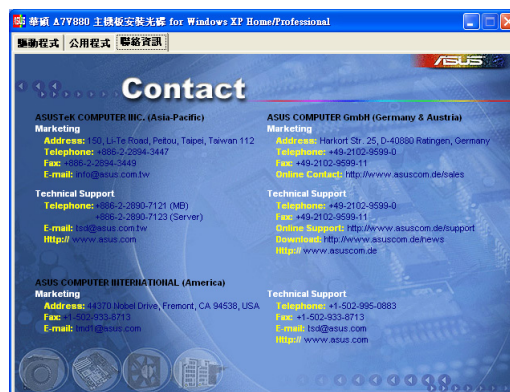 華碩 A7V880 主機板安裝光碟 for Windows XP Home/Professional
驅動程式 公用程式 聯絡資訊
ASUS
Contact
ASUSTeK COMPUTER INC. (Asia-Pacific)
Marketing
Address: 150, Li-Te Road, Peitou, Taipei, Taiwan 112
Telephone: +886-2-2894-3447
Fax: +886-2-2894-3449
E-mail: info@asus.com.tw
Technical Support
Telephone: +886-2-2890-7121 (MB)
+886-2-2890-7123 (Server)
E-mail: tsd@asus.com.tw
Http:// www.asus.com
ASUS COMPUTER GmbH (Germany & Austria)
Marketing
Address: Harkort Str. 25, D-40880 Ratingen, Germany
Telephone: +49-2102-9599-0
Fax: +49-2102-9599-11
Online Contact: http://www.asuscom.de/sales
Technical Support
Telephone: +49-2102-9599-0
Fax: +49-2102-9599-11
Online Support: http://www.asuscom.de/support
Download: http://www.asuscom.de/news
Http:// www.asuscom.de
ASUS COMPUTER INTERNATIONAL (America)
Marketing
Address: 44370 Nobel Drive, Fremont, CA 94538, USA
Fax: +1-502-933-8713
E-mail: tmd1@asus.com
Technical Support
Telephone: +1-502-995-0883
Fax: +1-502-933-8713
E-mail: tsd@asus.com
Http:// www.asus.com